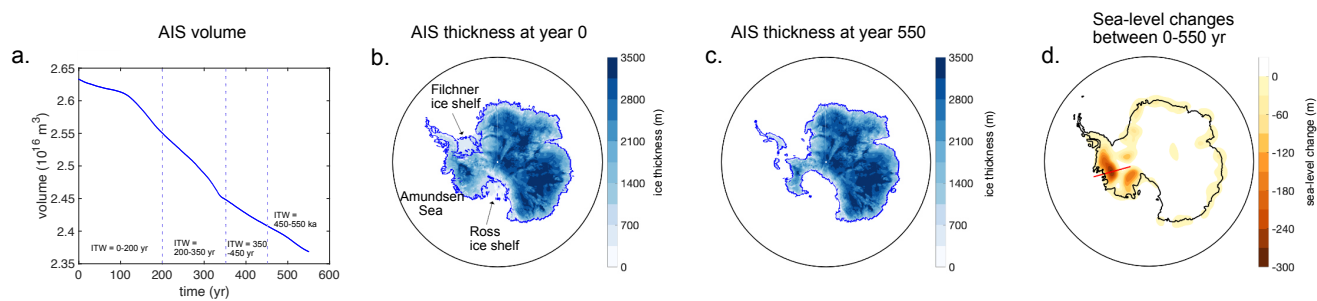 a.
AIS volume
2.65
2.6
2.55
2.5
2.45
2.4
2.35
volume (10^16 m^3)
ITW = 0-200 yr
ITW =
200-350 yr
ITW = 350
-450 yr
ITW =
450-550 ka
0
100
200
300
400
500
600
time (yr)
b.
AIS thickness at year 0
Filchner
ice shelf
Amundsen
Sea
Ross
ice shelf
3500
2800
2100
1400
700
0
ice thickness (m)
c.
AIS thickness at year 550
3500
2800
2100
1400
700
0
ice thickness (m)
Sea-level changes
between 0-550 yr
d.
0
-60
-120
-180
-240
-300
sea-level change (m)